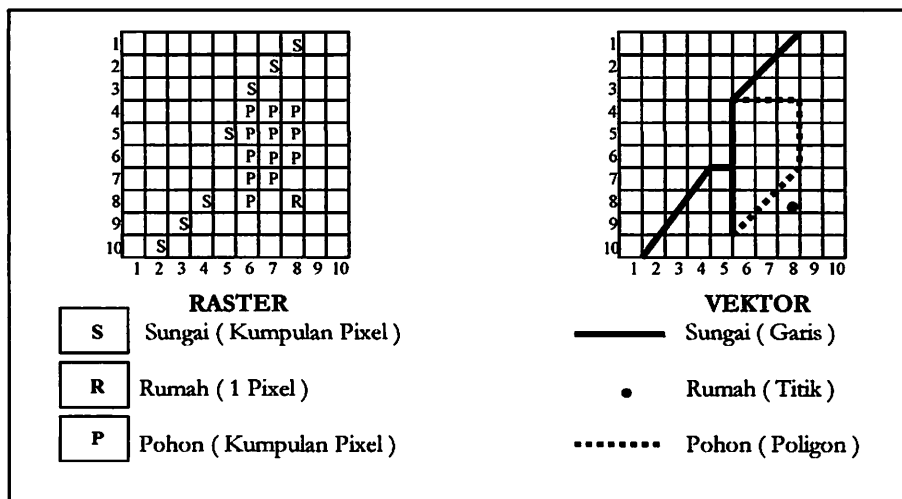 1 S 1
2 S 2
3 S 3
4 P P P 4
5 S P P P 5
6 P P P 6
7 P P 7
8 S P R 8
9 S 9
10 S 10
1 2 3 4 5 6 7 8 9 10 1 2 3 4 5 6 7 8 9 10
RASTER VEKTOR
S Sungai ( Kumpulan Pixel ) Sungai ( Garis )
R Rumah ( 1 Pixel ) Rumah ( Titik )
P Pohon ( Kumpulan Pixel ) Pohon ( Poligon )